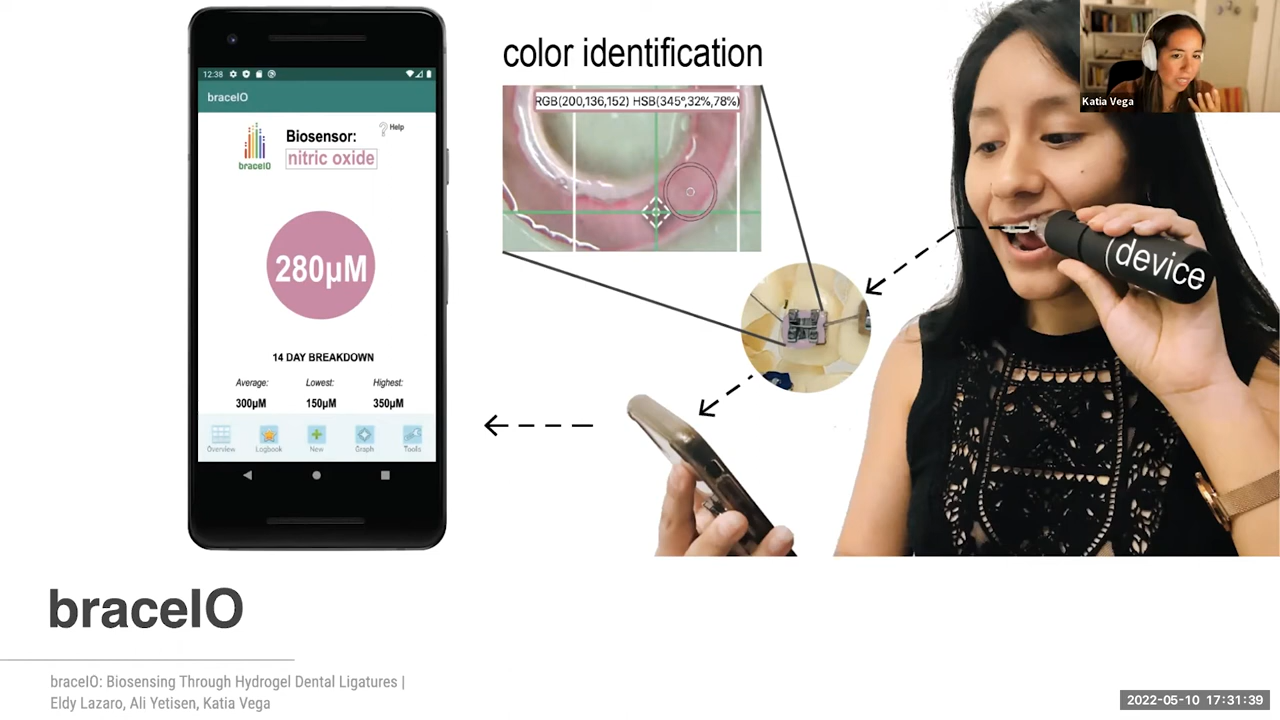 12:38
braceIO
braceIO
Biosensor:
nitric oxide
Help
280µM
14 DAY BREAKDOWN
Average: Lowest: Highest:
300µM 150µM 350µM
Overview Logbook New Graph Tools
color identification
RGB(200,136,152) HSB(345°,32%,78%)
device
Katia Vega
braceIO
braceIO: Biosensing Through Hydrogel Dental Ligatures |
Eldy Lazaro, Ali Yetisen, Katia Vega
2022-05-10 17:31:39